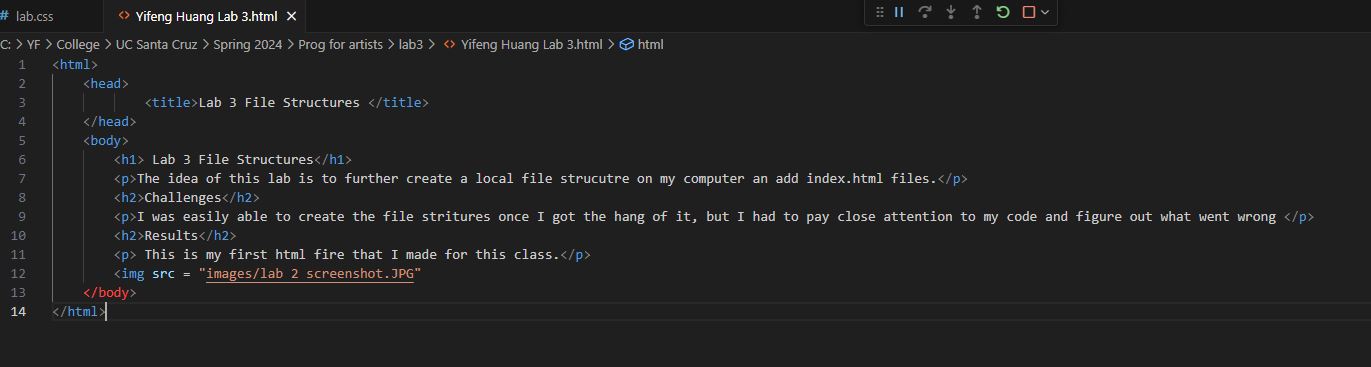 # lab.css <> Yifeng Huang Lab 3.html ×
C: > YF > College > UC Santa Cruz > Spring 2024 > Prog for artists > lab3 > <> Yifeng Huang Lab 3.html > html
1 <html>
2 <head>
3 <title>Lab 3 File Structures </title>
4 </head>
5 <body>
6 <h1> Lab 3 File Structures</h1>
7 <p>The idea of this lab is to further create a local file strucutre on my computer an add index.html files.</p>
8 <h2>Challenges</h2>
9 <p>I was easily able to create the file stritures once I got the hang of it, but I had to pay close attention to my code and figure out what went wrong </p>
10 <h2>Results</h2>
11 <p> This is my first html fire that I made for this class.</p>
12 <img src = "images/lab 2 screenshot.JPG"
13 </body>
14 </html>